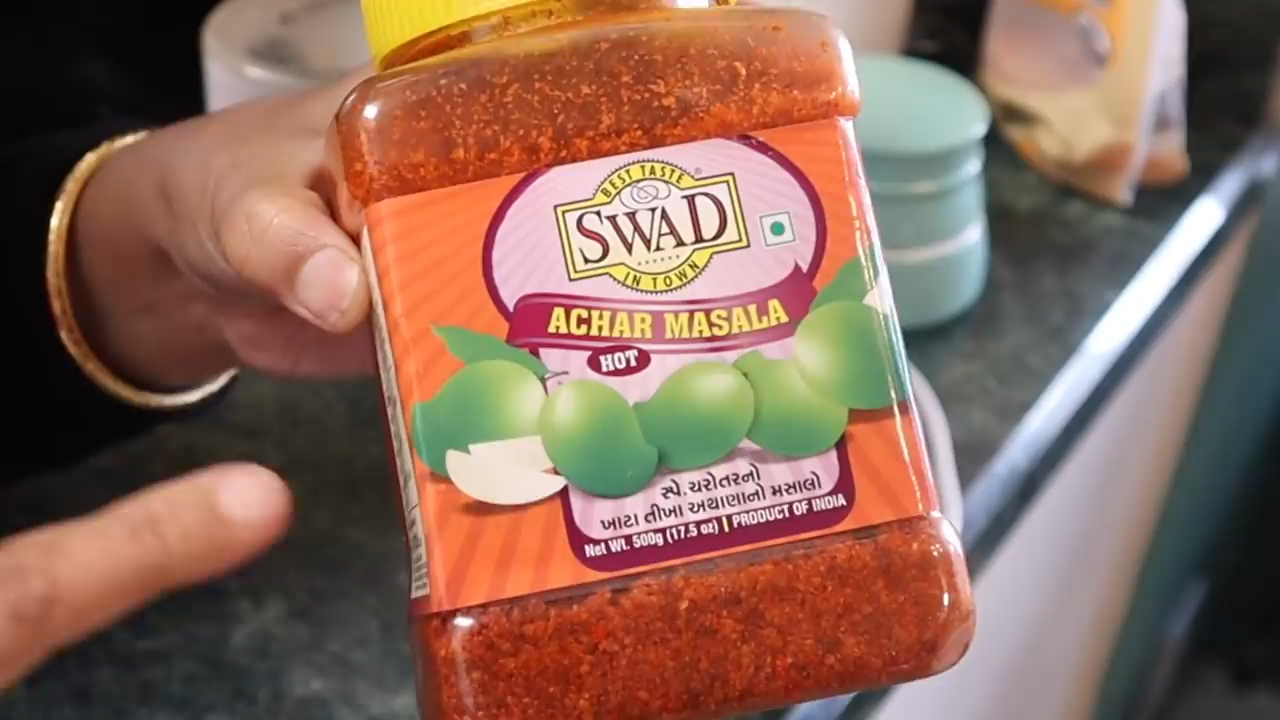 BEST TASTE
SWAD®
IN TOWN
ACHAR MASALA
HOT
સ્પે. ચરોતરનો
ખાટા તીખા અથાણાનો મસાલો
Net Wt. 500g (17.5 oz) | PRODUCT OF INDIA